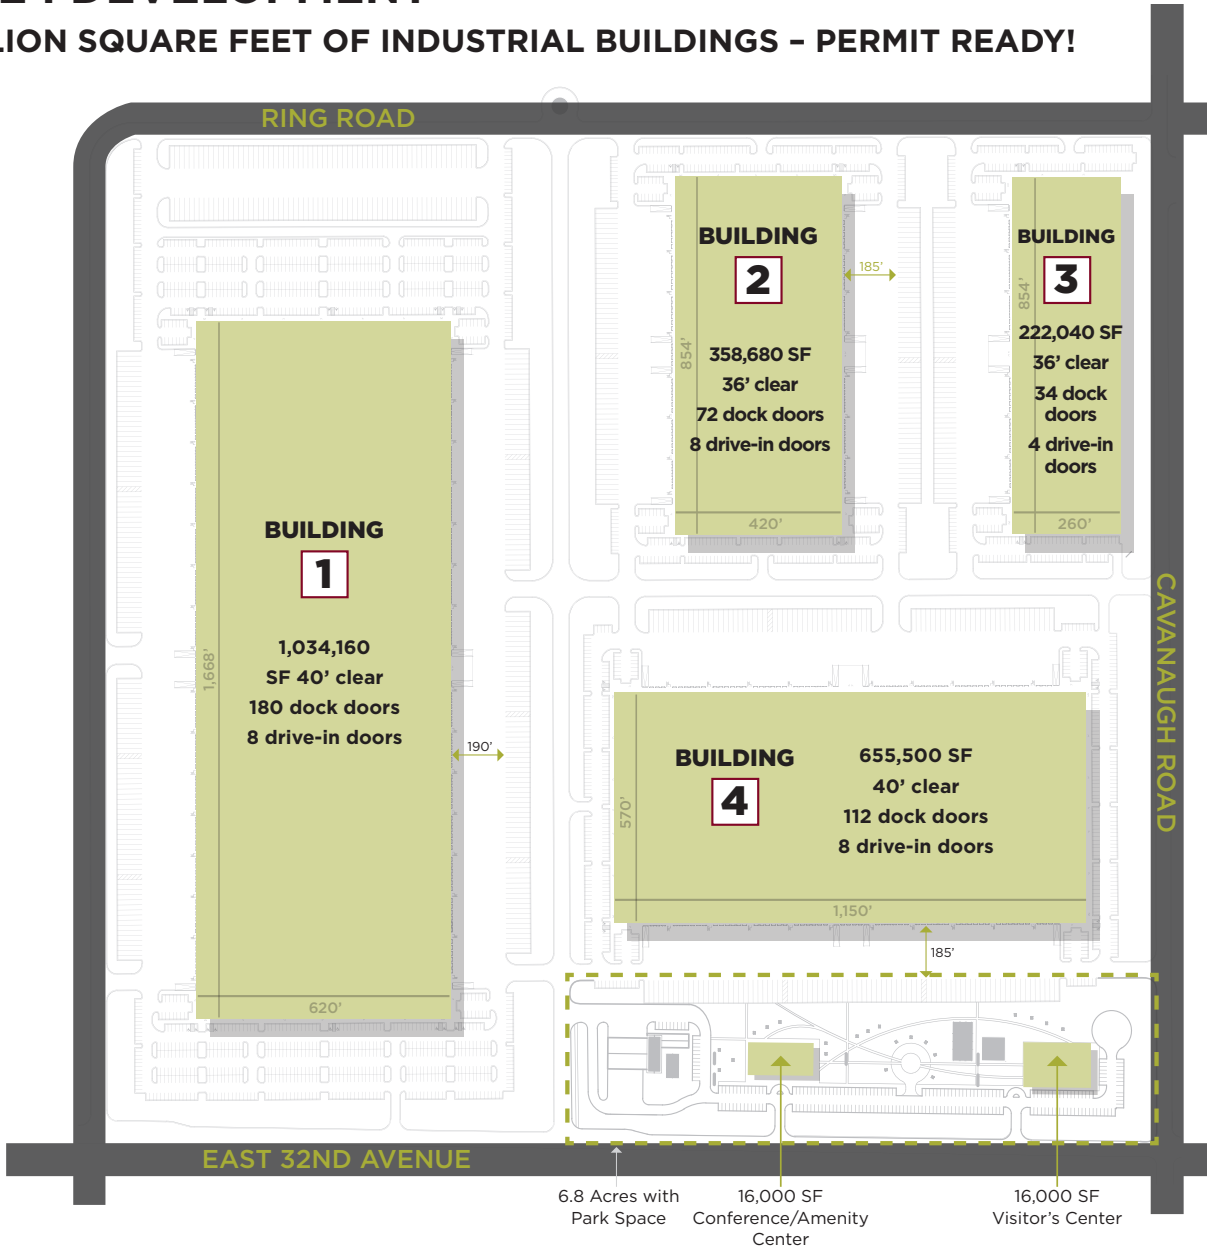 LION SQUARE FEET OF INDUSTRIAL BUILDINGS – PERMIT READY!
RING ROAD
BUILDING
2
185'
854'
358,680 SF
36' clear
72 dock doors
8 drive-in doors
420'
BUILDING
3
854'
222,040 SF
36' clear
34 dock
doors
4 drive-in
doors
260'
BUILDING
1
1,668'
1,034,160
SF 40' clear
180 dock doors
8 drive-in doors
190'
620'
CAVANAUGH ROAD
BUILDING
4
570'
655,500 SF
40' clear
112 dock doors
8 drive-in doors
1,150'
185'
EAST 32ND AVENUE
6.8 Acres with
Park Space
16,000 SF
Conference/Amenity
Center
16,000 SF
Visitor's Center